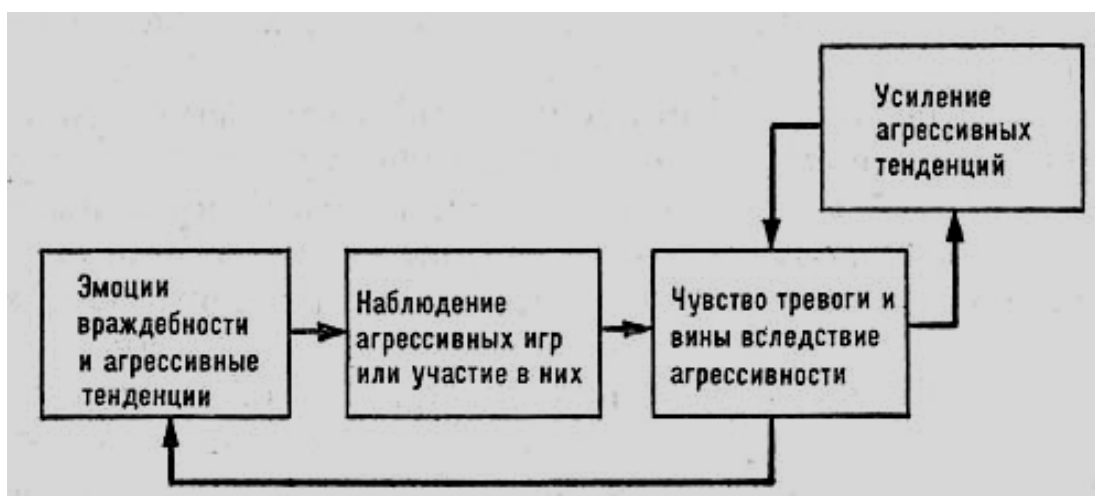 Усиление
агрессивных
тенденций
Эмоции
враждебности
и агрессивные
тенденции
Наблюдение
агрессивных игр
или участие в них
Чувство тревоги и
вины вследствие
агрессивности